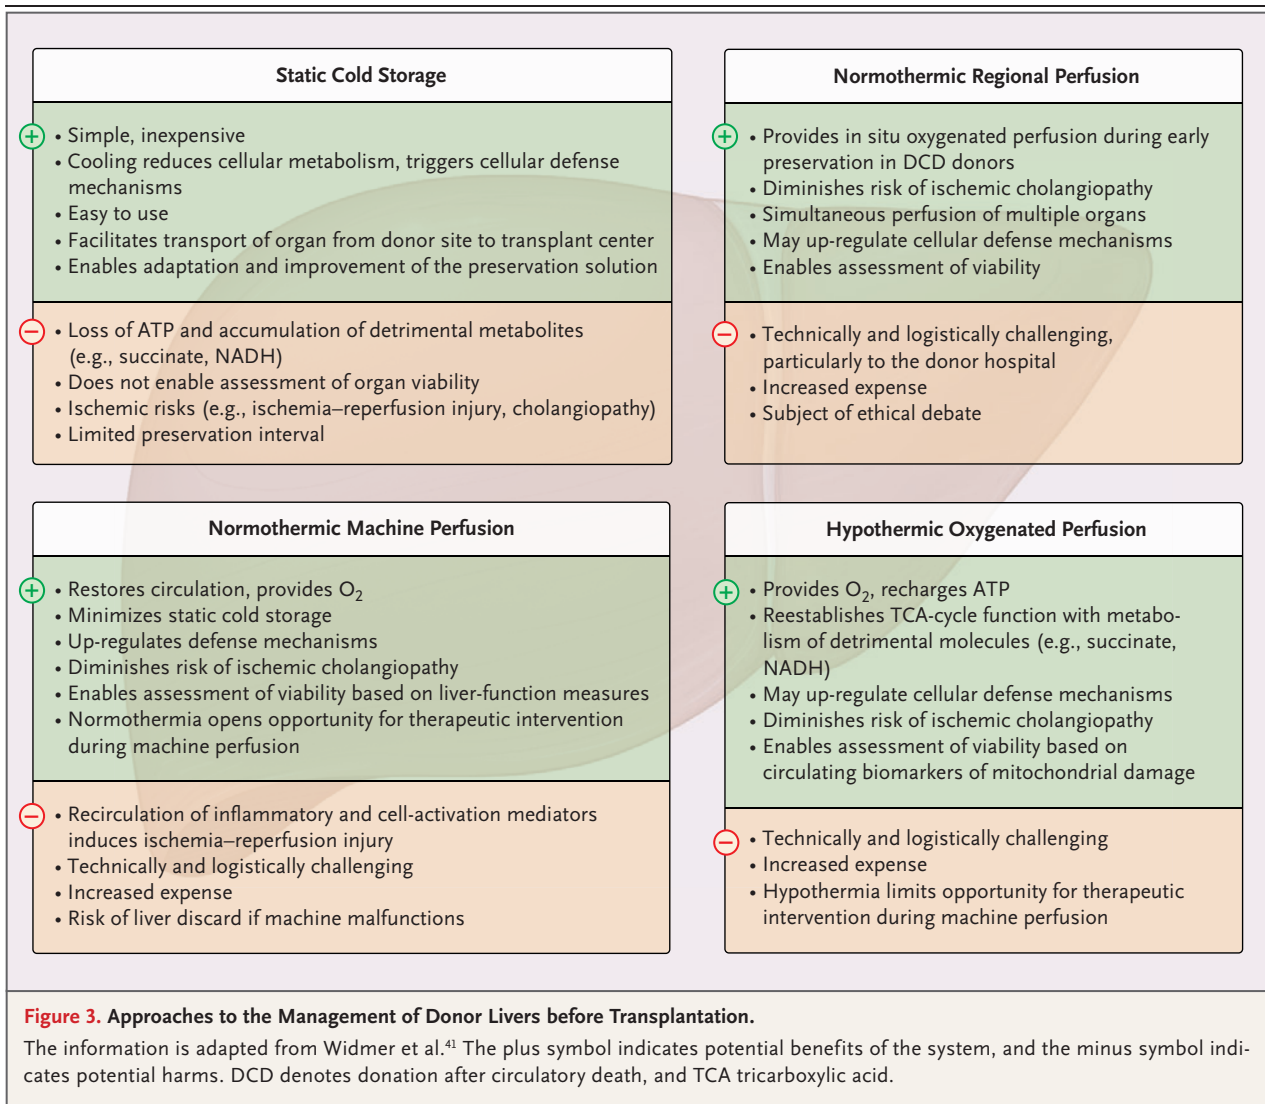 Static Cold Storage
+
• Simple, inexpensive
• Cooling reduces cellular metabolism, triggers cellular defense
mechanisms
• Easy to use
• Facilitates transport of organ from donor site to transplant center
• Enables adaptation and improvement of the preservation solution
−
• Loss of ATP and accumulation of detrimental metabolites
(e.g., succinate, NADH)
• Does not enable assessment of organ viability
• Ischemic risks (e.g., ischemia–reperfusion injury, cholangiopathy)
• Limited preservation interval
Normothermic Regional Perfusion
+
• Provides in situ oxygenated perfusion during early
preservation in DCD donors
• Diminishes risk of ischemic cholangiopathy
• Simultaneous perfusion of multiple organs
• May up-regulate cellular defense mechanisms
• Enables assessment of viability
−
• Technically and logistically challenging,
particularly to the donor hospital
• Increased expense
• Subject of ethical debate
Normothermic Machine Perfusion
+
• Restores circulation, provides O₂
• Minimizes static cold storage
• Up-regulates defense mechanisms
• Diminishes risk of ischemic cholangiopathy
• Enables assessment of viability based on liver-function measures
• Normothermia opens opportunity for therapeutic intervention
during machine perfusion
−
• Recirculation of inflammatory and cell-activation mediators
induces ischemia–reperfusion injury
• Technically and logistically challenging
• Increased expense
• Risk of liver discard if machine malfunctions
Hypothermic Oxygenated Perfusion
+
• Provides O₂, recharges ATP
• Reestablishes TCA-cycle function with metabo-
lism of detrimental molecules (e.g., succinate,
NADH)
• May up-regulate cellular defense mechanisms
• Diminishes risk of ischemic cholangiopathy
• Enables assessment of viability based on
circulating biomarkers of mitochondrial damage
−
• Technically and logistically challenging
• Increased expense
• Hypothermia limits opportunity for therapeutic
intervention during machine perfusion
Figure 3. Approaches to the Management of Donor Livers before Transplantation.
The information is adapted from Widmer et al.⁴¹ The plus symbol indicates potential benefits of the system, and the minus symbol indi-
cates potential harms. DCD denotes donation after circulatory death, and TCA tricarboxylic acid.